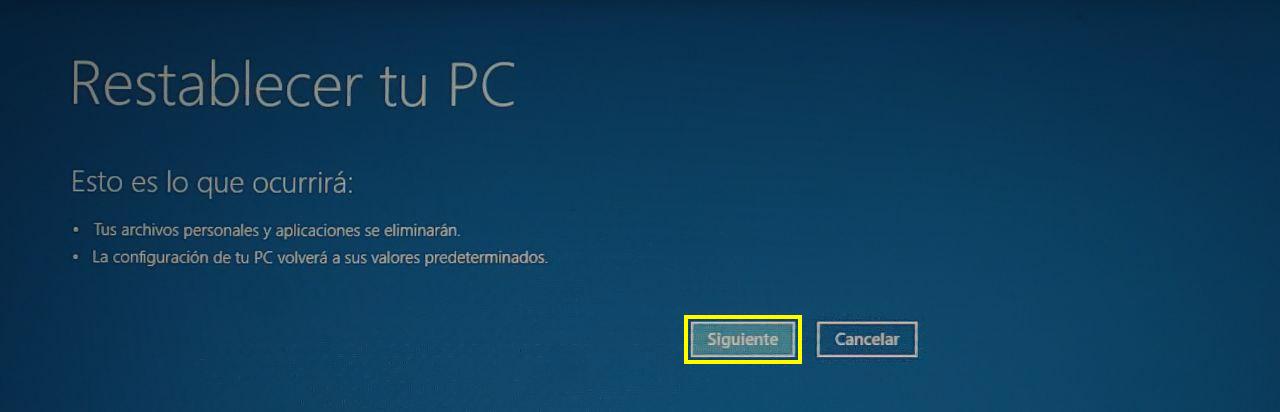 Restablecer tu PC
Esto es lo que ocurrirá:
• Tus archivos personales y aplicaciones se eliminarán.
• La configuración de tu PC volverá a sus valores predeterminados.
Siguiente Cancelar